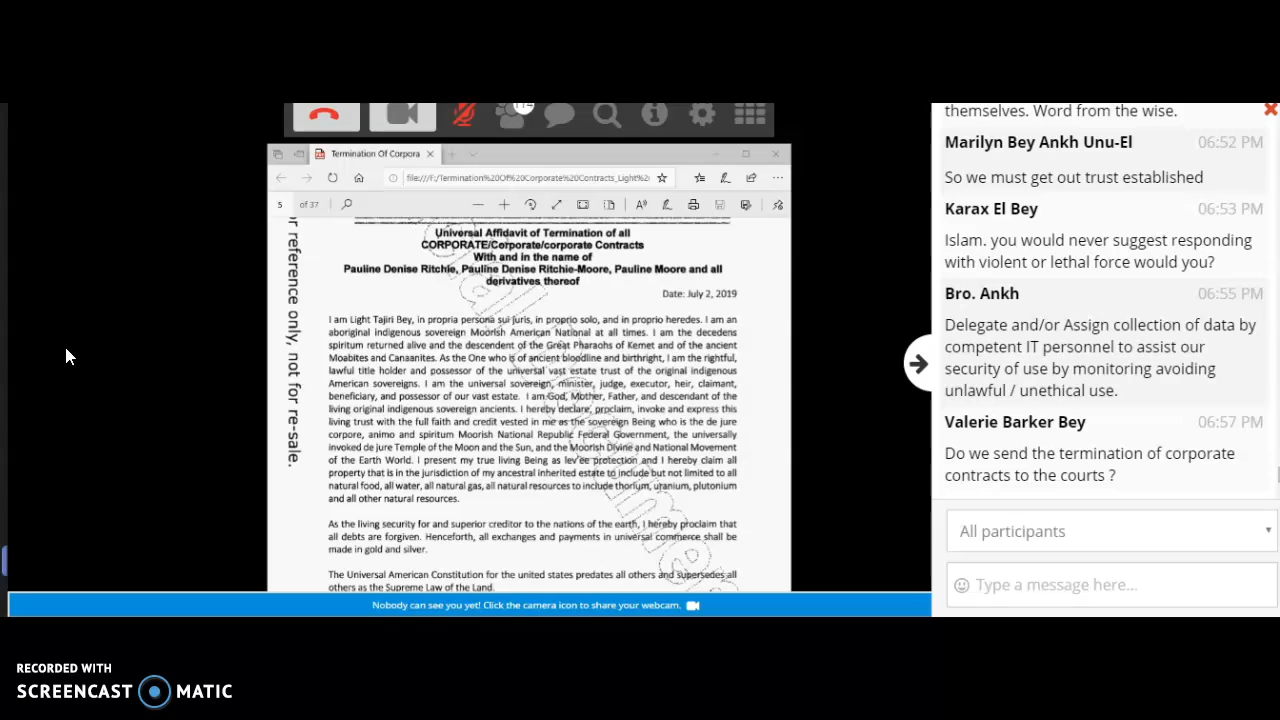 114
Termination Of Corpora
file:///F:/Termination%20Of%20Corporate%20Contracts_Light%2
5 of 37
or reference only, not for re-sale.
Universal Affidavit of Termination of all
CORPORATE/Corporate/corporate Contracts
With and in the name of
Pauline Denise Ritchie, Pauline Denise Ritchie-Moore, Pauline Moore and all
derivatives thereof
Date: July 2, 2019
I am Light Tajiri Bey, in propria persona sui juris, in proprio solo, and in proprio heredes. I am an
aboriginal indigenous sovereign Moorish American National at all times. I am the decedens
spiritum returned alive and the descendent of the Great Pharaohs of Kemet and of the ancient
Moabites and Canaanites. As the One who is of ancient bloodline and birthright, I am the rightful,
lawful title holder and possessor of the universal vast estate trust of the original indigenous
American sovereigns. I am the universal sovereign, minister, judge, executor, heir, claimant,
beneficiary, and possessor of our vast estate. I am God, Mother, Father, and descendant of the
living original indigenous sovereign ancients. I hereby declare, proclaim, invoke and express this
living trust with the full faith and credit vested in me as the sovereign Being who is the de jure
corpore, animo and spiritum Moorish National Republic Federal Government, the universally
invoked de jure Temple of the Moon and the Sun, and the Moorish Divine and National Movement
of the Earth World. I present my true living Being as levée protection and I hereby claim all
property that is in the jurisdiction of my ancestral inherited estate to include but not limited to all
natural food, all water, all natural gas, all natural resources to include thorium, uranium, plutonium
and all other natural resources.
As the living security for and superior creditor to the nations of the earth, I hereby proclaim that
all debts are forgiven. Henceforth, all exchanges and payments in universal commerce shall be
made in gold and silver.
The Universal American Constitution for the united states predates all others and supersedes all
others as the Supreme Law of the Land.
Nobody can see you yet! Click the camera icon to share your webcam.
themselves. Word from the wise.
Marilyn Bey Ankh Unu-El 06:52 PM
So we must get out trust established
Karax El Bey 06:53 PM
Islam. you would never suggest responding
with violent or lethal force would you?
Bro. Ankh 06:55 PM
Delegate and/or Assign collection of data by
competent IT personnel to assist our
security of use by monitoring avoiding
unlawful / unethical use.
Valerie Barker Bey 06:57 PM
Do we send the termination of corporate
contracts to the courts ?
All participants
Type a message here...
RECORDED WITH
SCREENCAST MATIC